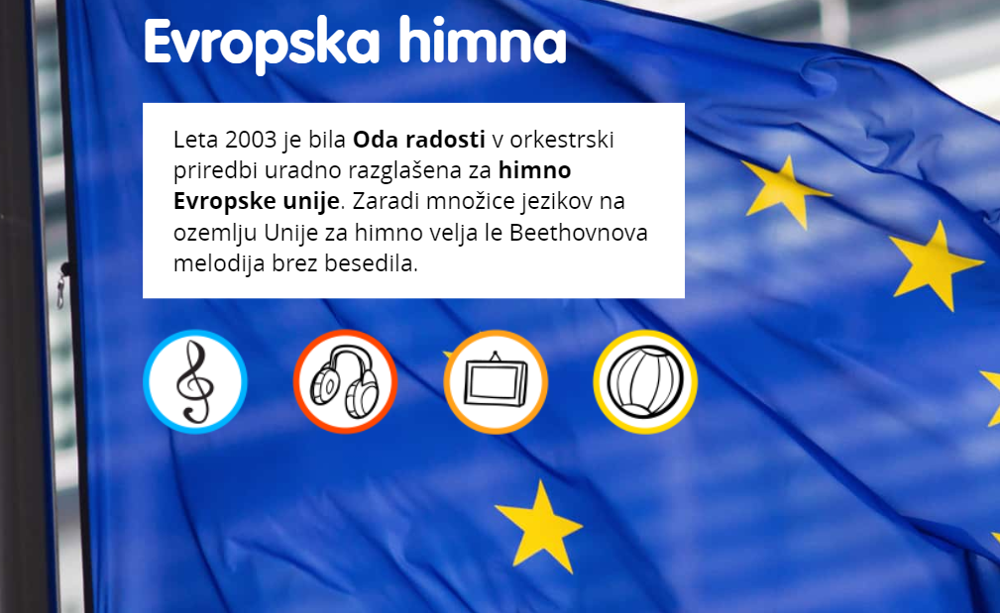 Evropska himna
Leta 2003 je bila Oda radosti v orkestrski
priredbi uradno razglašena za himno
Evropske unije. Zaradi množice jezikov na
ozemlju Unije za himno velja le Beethovnova
melodija brez besedila.